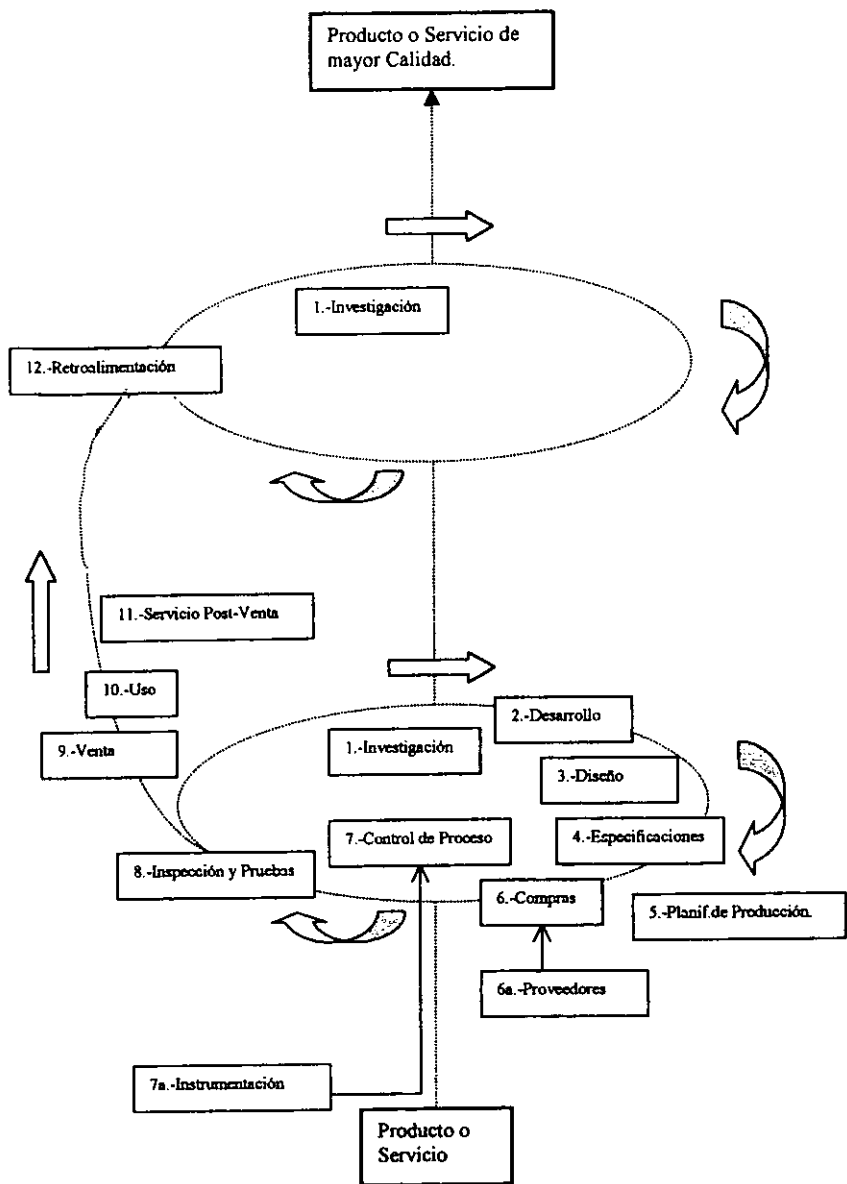 Producto o Servicio de
mayor Calidad.
1.-Investigación
12.-Retroalimentación
11.-Servicio Post-Venta
10.-Uso
9.-Venta
2.-Desarrollo
1.-Investigación
3.-Diseño
7.-Control de Proceso
4.-Especificaciones
8.-Inspección y Pruebas
6.-Compras
5.-Planif.de Producción.
6a.-Proveedores
7a.-Instrumentación
Producto o
Servicio